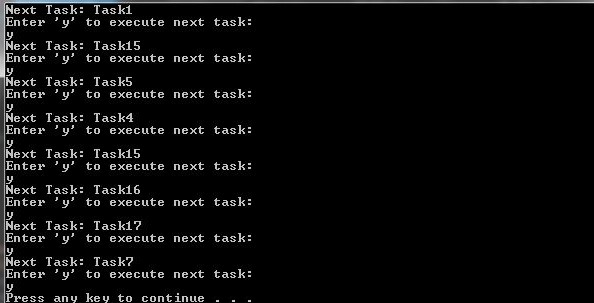 Next Task: Task1
Enter 'y' to execute next task:
y
Next Task: Task15
Enter 'y' to execute next task:
y
Next Task: Task5
Enter 'y' to execute next task:
y
Next Task: Task4
Enter 'y' to execute next task:
y
Next Task: Task15
Enter 'y' to execute next task:
y
Next Task: Task16
Enter 'y' to execute next task:
y
Next Task: Task17
Enter 'y' to execute next task:
y
Next Task: Task7
Enter 'y' to execute next task:
y
Press any key to continue . . .